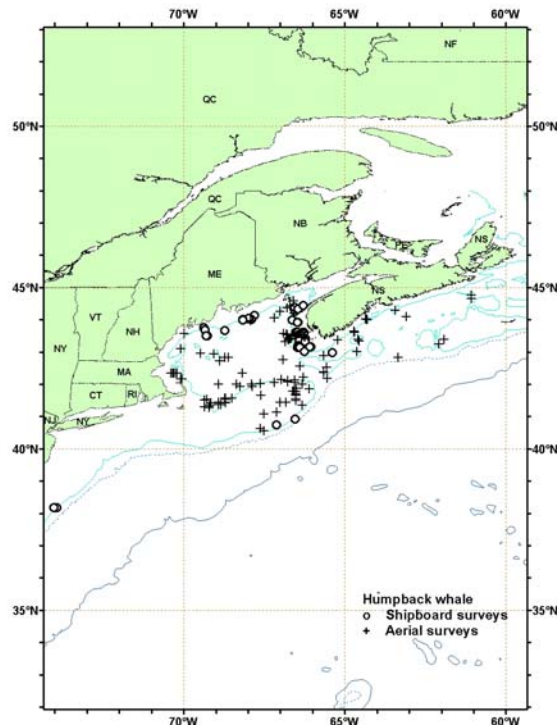 70°W 65°W 60°W
NF
QC
50°N 50°N
QC
NB
PE
NS
ME
45°N 45°N
NS
VT
NH
NY
MA
CT RI
NJ NY
40°N 40°N
35°N 35°N
Humpback whale
Shipboard surveys
Aerial surveys
70°W 65°W 60°W